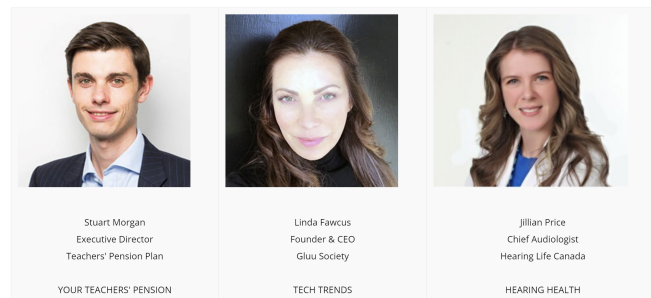 Stuart Morgan
Executive Director
Teachers' Pension Plan
YOUR TEACHERS' PENSION
Linda Fawcus
Founder & CEO
Gluu Society
TECH TRENDS
Jillian Price
Chief Audiologist
Hearing Life Canada
HEARING HEALTH